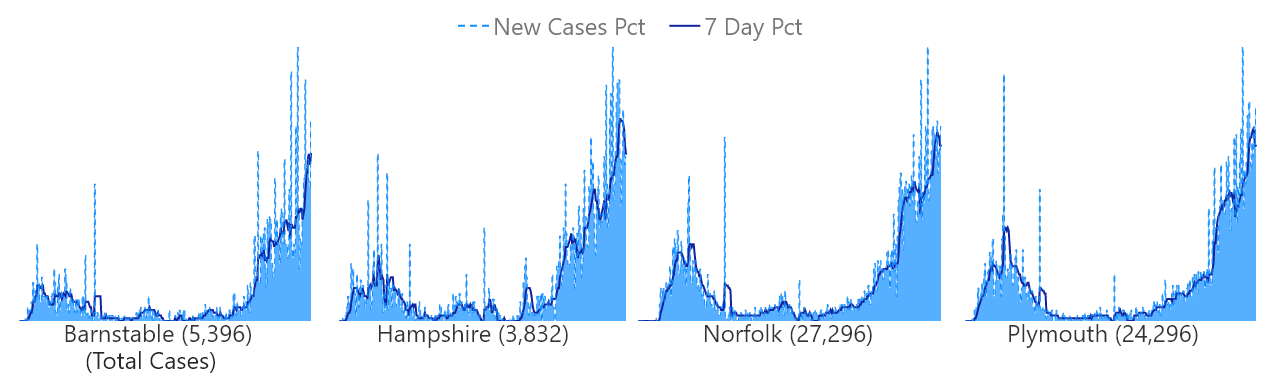 New Cases Pct 7 Day Pct
Barnstable (5,396) Hampshire (3,832) Norfolk (27,296) Plymouth (24,296)
(Total Cases)